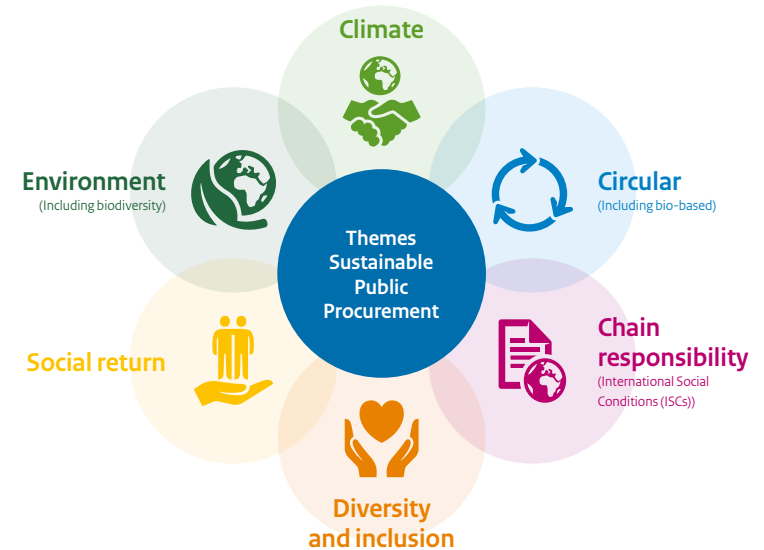 Climate
Environment
(Including biodiversity)
Circular
(Including bio-based)
Themes
Sustainable
Public
Procurement
Social return
Chain
responsibility
(International Social
Conditions (ISCs))
Diversity
and inclusion